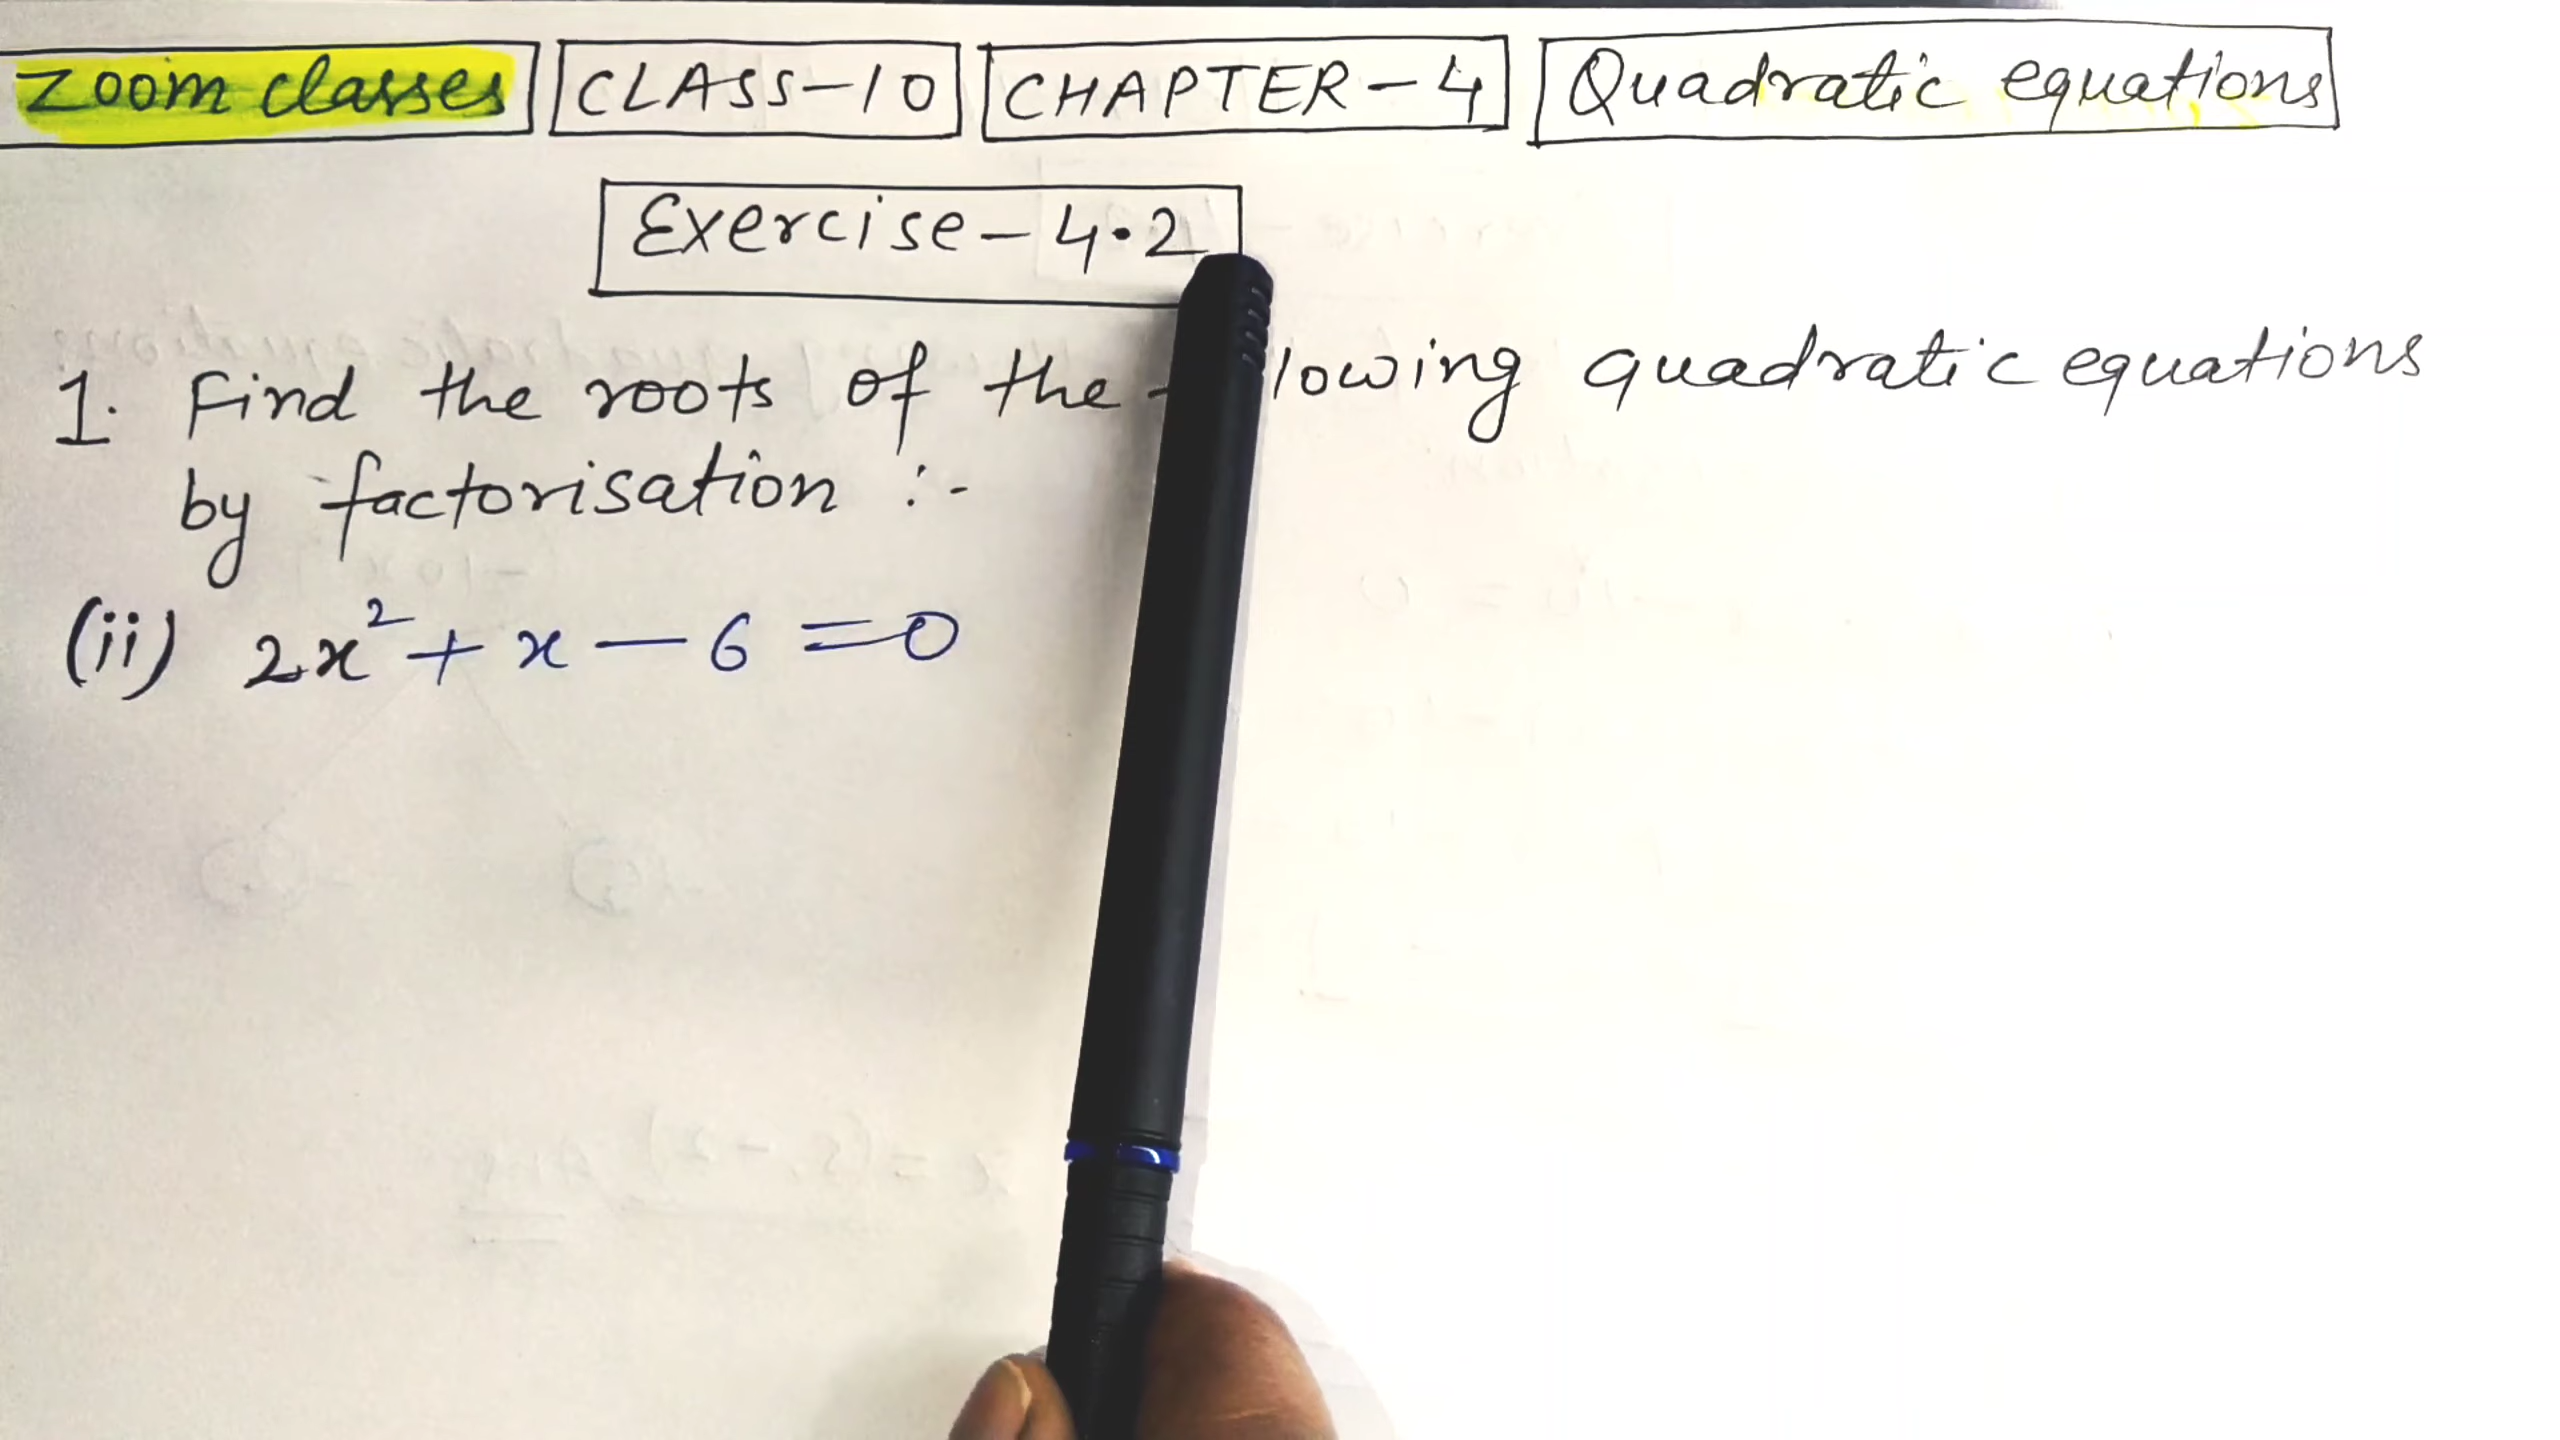 Zoom classes CLASS-10 CHAPTER-4 Quadratic equations
Exercise-4.2
1. Find the roots of the lowing quadratic equations
by factorisation :-
(ii) 2x² + x - 6 = 0